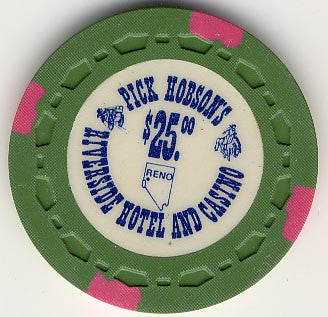 PICK HOBSON'S
$25.00
RENO
RIVERSIDE HOTEL AND CASINO